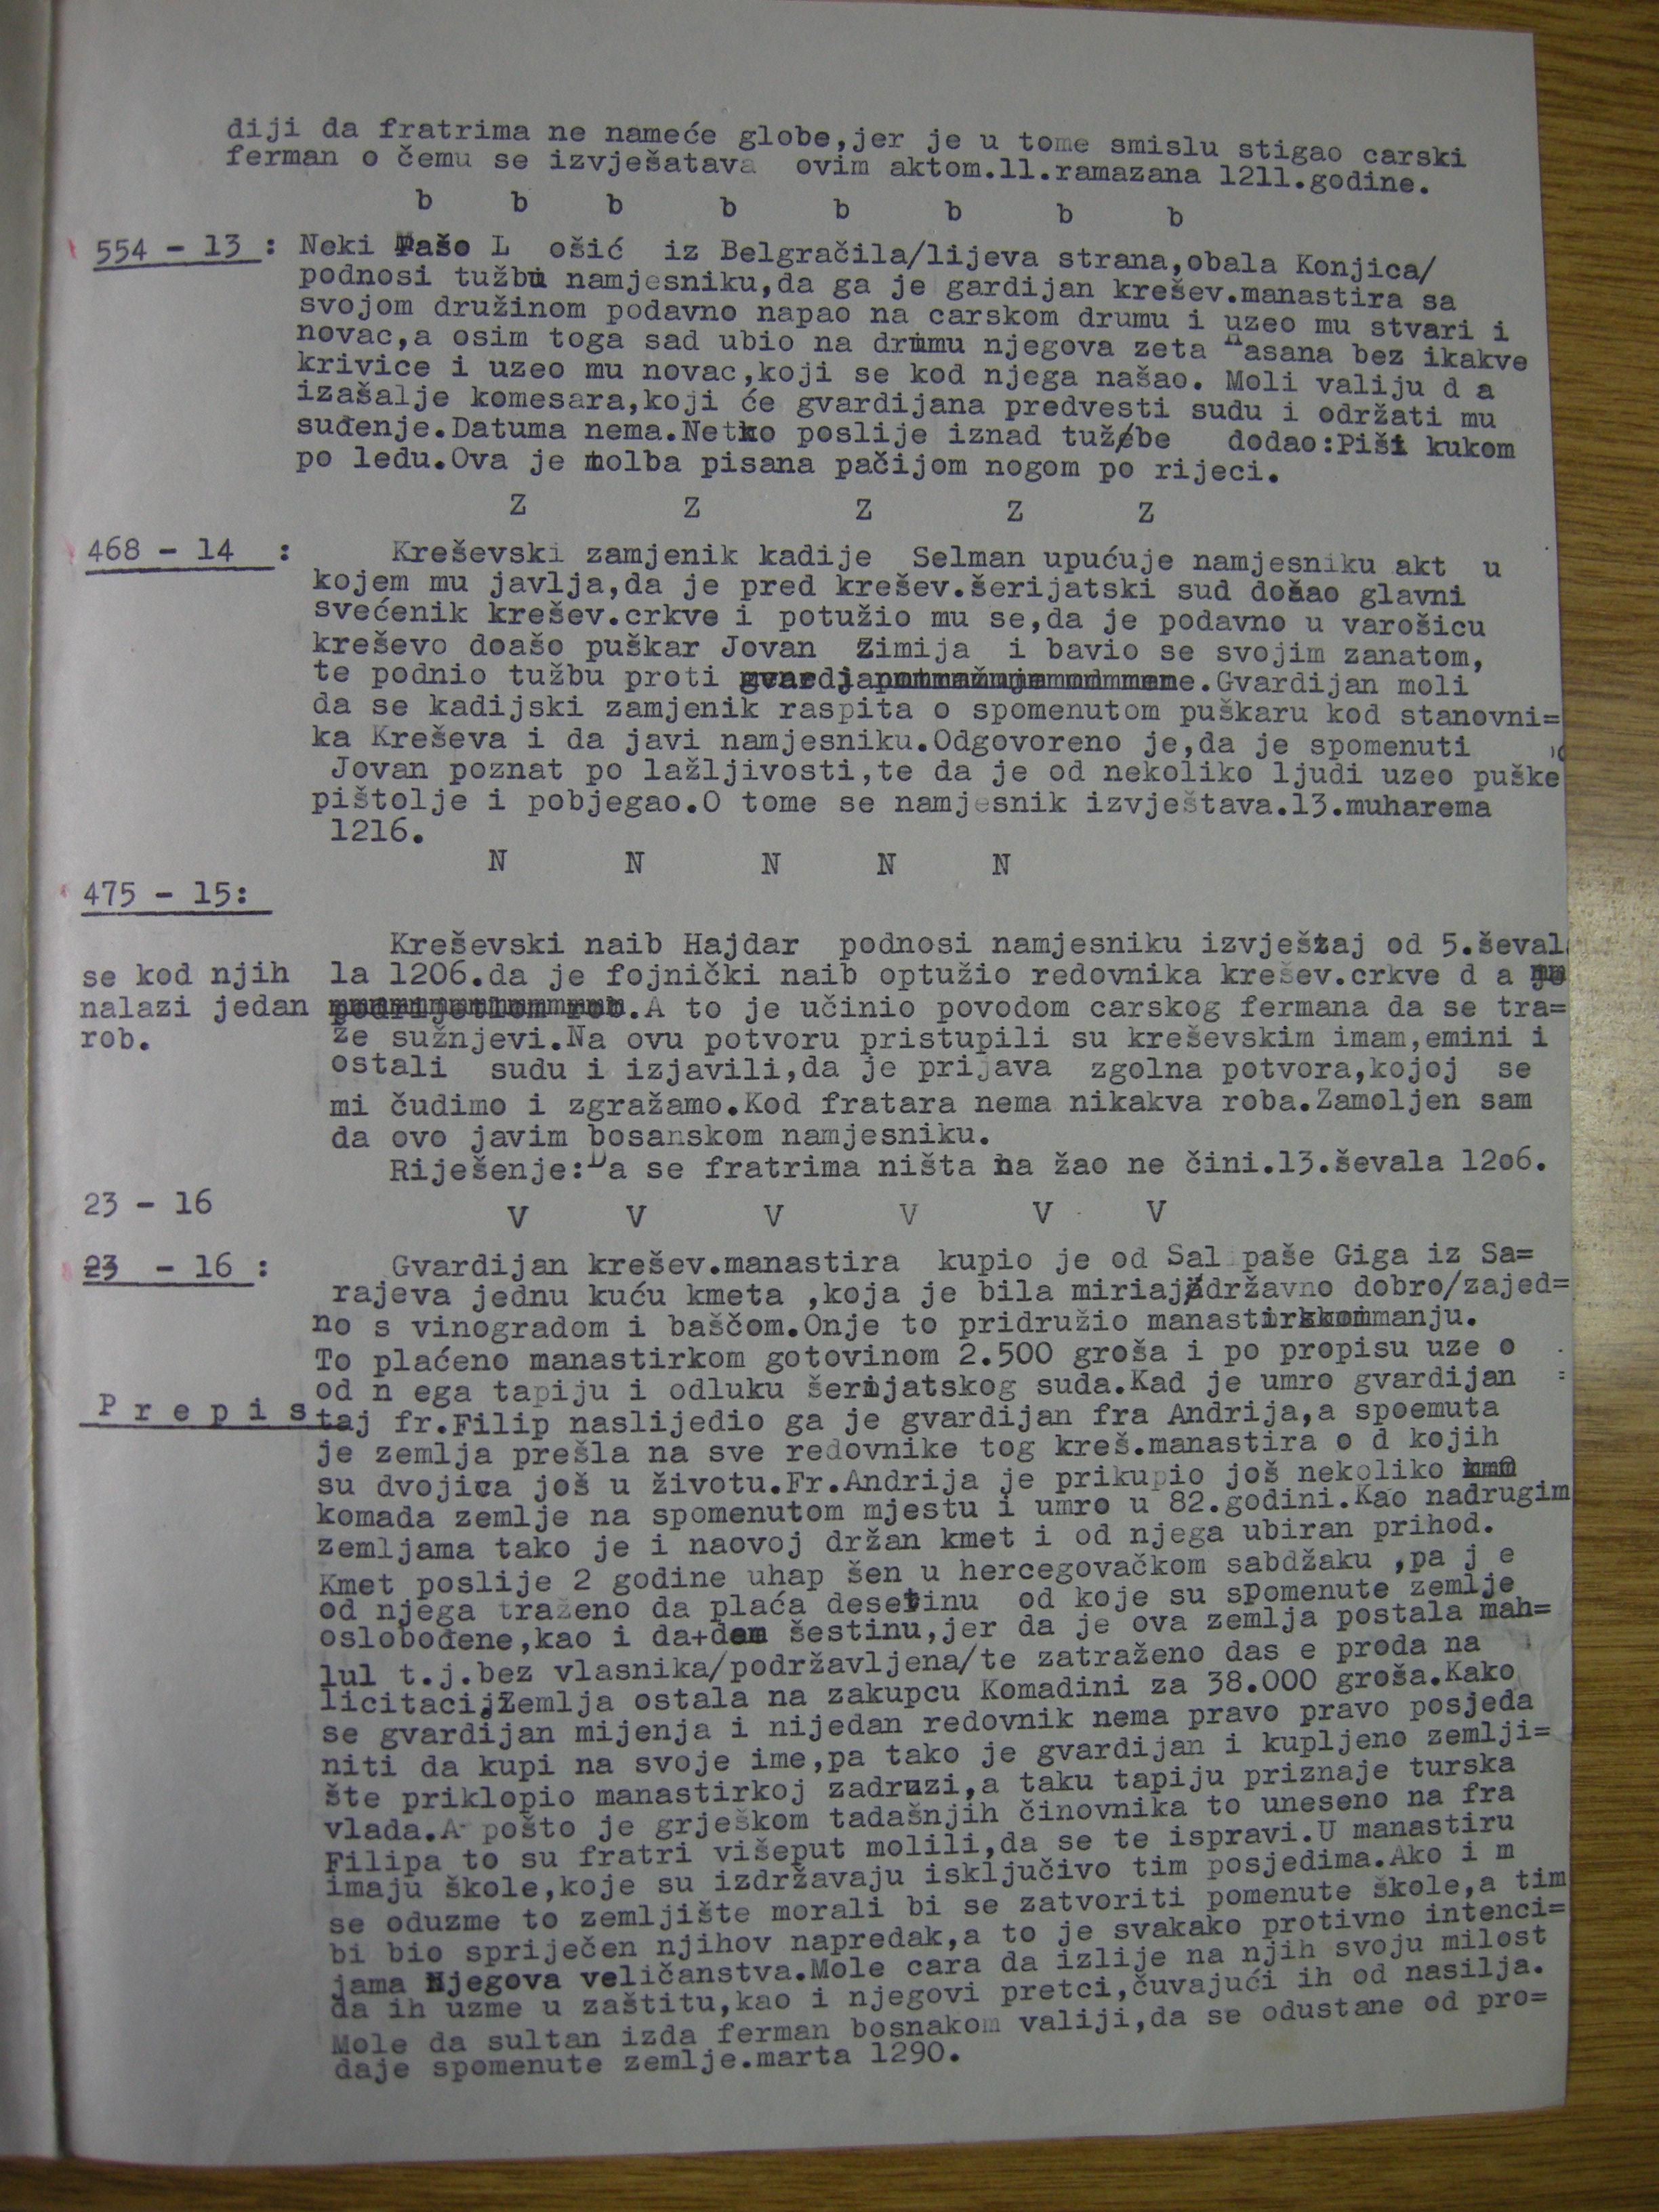 diji da fratrima ne nameće globe,jer je u tome smislu stigao carski
ferman o čemu se izvješatava ovim aktom.11.ramazana 1211.godine.
b b b b b b b b
554 - 13 : Neki Mašo L ošić iz Belgračila/lijeva strana,obala Konjica/
podnosi tužbu namjesniku,da ga je gardijan krešev.manastira sa
svojom družinom podavno napao na carskom drumu i uzeo mu stvari i
novac,a osim toga sad ubio na drumu njegova zeta Hasana bez ikakve
krivice i uzeo mu novac,koji se kod njega našao. Moli valiju d a
izašalje komesara,koji će gvardijana predvesti sudu i održati mu
suđenje.Datuma nema.Netko poslije iznad tužbe dodao:Piši kukom
po ledu.Ova je molba pisana pačijom nogom po rijeci.
Z Z Z Z Z
468 - 14 : Kreševski zamjenik kadije Selman upućuje namjesniku akt u
kojem mu javlja,da je pred krešev.šerijatski sud došao glavni
svećenik krešev.crkve i potužio mu se,da je podavno u varošicu
kreševo doašo puškar Jovan Zimija i bavio se svojim zanatom,
te podnio tužbu proti .Gvardijan moli
da se kadijski zamjenik raspita o spomenutom puškaru kod stanovni=
ka Kreševa i da javi namjesniku.Odgovoreno je,da je spomenuti
Jovan poznat po lažljivosti,te da je od nekoliko ljudi uzeo puške
pištolje i pobjegao.O tome se namjesnik izvještava.13.muharema
1216.
N N N N N
475 - 15:
Kreševski naib Hajdar podnosi namjesniku izvještaj od 5.ševal
se kod njih la 1206.da je fojnički naib optužio redovnika krešev.crkve d a
nalazi jedan .A to je učinio povodom carskog fermana da se tra=
rob. že sužnjevi.Na ovu potvoru pristupili su kreševskim imam,emini i
ostali sudu i izjavili,da je prijava zgolna potvora,kojoj se
mi čudimo i zgražamo.Kod fratara nema nikakva roba.Zamoljen sam
da ovo javim bosanskom namjesniku.
Riješenje:Da se fratrima ništa na žao ne čini.13.ševala 12o6.
23 - 16
V V V V V V
23 - 16 : Gvardijan krešev.manastira kupio je od Sal paše Giga iz Sa=
rajeva jednu kuću kmeta ,koja je bila miriaj/državno dobro/zajed=
no s vinogradom i baščom.Onje to pridružio manastirskom imanju.
To plaćeno manastirkom gotovinom 2.500 groša i po propisu uze o
od n ega tapiju i odluku šerijatskog suda.Kad je umro gvardijan
P r e p i s
taj fr.Filip naslijedio ga je gvardijan fra Andrija,a spoemuta
je zemlja prešla na sve redovnike tog kreš.manastira o d kojih
su dvojica još u životu.Fr.Andrija je prikupio još nekoliko
komada zemlje na spomenutom mjestu i umro u 82.godini.Kao nadrugim
zemljama tako je i naovoj držan kmet i od njega ubiran prihod.
Kmet poslije 2 godine uhap šen u hercegovačkom sabdžaku ,pa j e
od njega traženo da plaća desetinu od koje su spomenute zemlje
oslobođene,kao i da+dem šestinu,jer da je ova zemlja postala mah=
lul t.j.bez vlasnika/podržavljena/te zatraženo das e proda na
licitaciji.Zemlja ostala na zakupcu Komadini za 38.000 groša.Kako
se gvardijan mijenja i nijedan redovnik nema pravo pravo posjeda
niti da kupi na svoje ime,pa tako je gvardijan i kupljeno zemlji=
šte priklopio manastirkoj zadruzi,a taku tapiju priznaje turska
vlada.A pošto je grješkom tadašnjih činovnika to uneseno na fra
Filipa to su fratri višeput molili,da se te ispravi.U manastiru
imaju škole,koje su izdržavaju isključivo tim posjedima.Ako i m
se oduzme to zemljište morali bi se zatvoriti pomenute škole,a tim
bi bio spriječen njihov napredak,a to je svakako protivno intenci=
jama Njegova veličanstva.Mole cara da izlije na njih svoju milost
da ih uzme u zaštitu,kao i njegovi pretci,čuvajući ih od nasilja.
Mole da sultan izda ferman bosnakom valiji,da se odustane od pro=
daje spomenute zemlje.marta 1290.